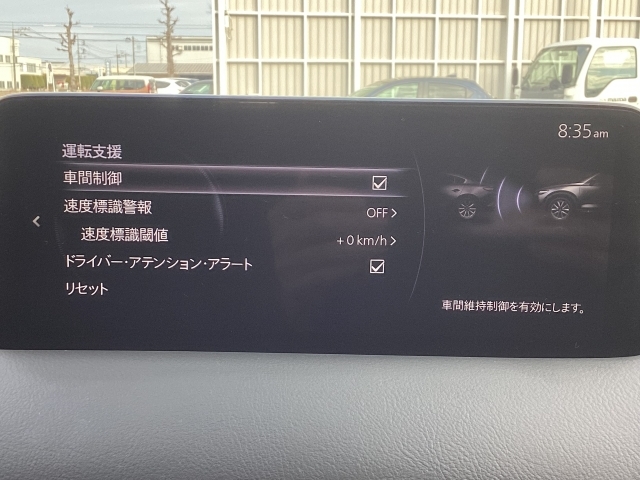 8:35 am
運転支援
車間制御
速度標識警報 OFF
速度標識閾値 +0 km/h
ドライバー・アテンション・アラート
リセット
車間維持制御を有効にします。